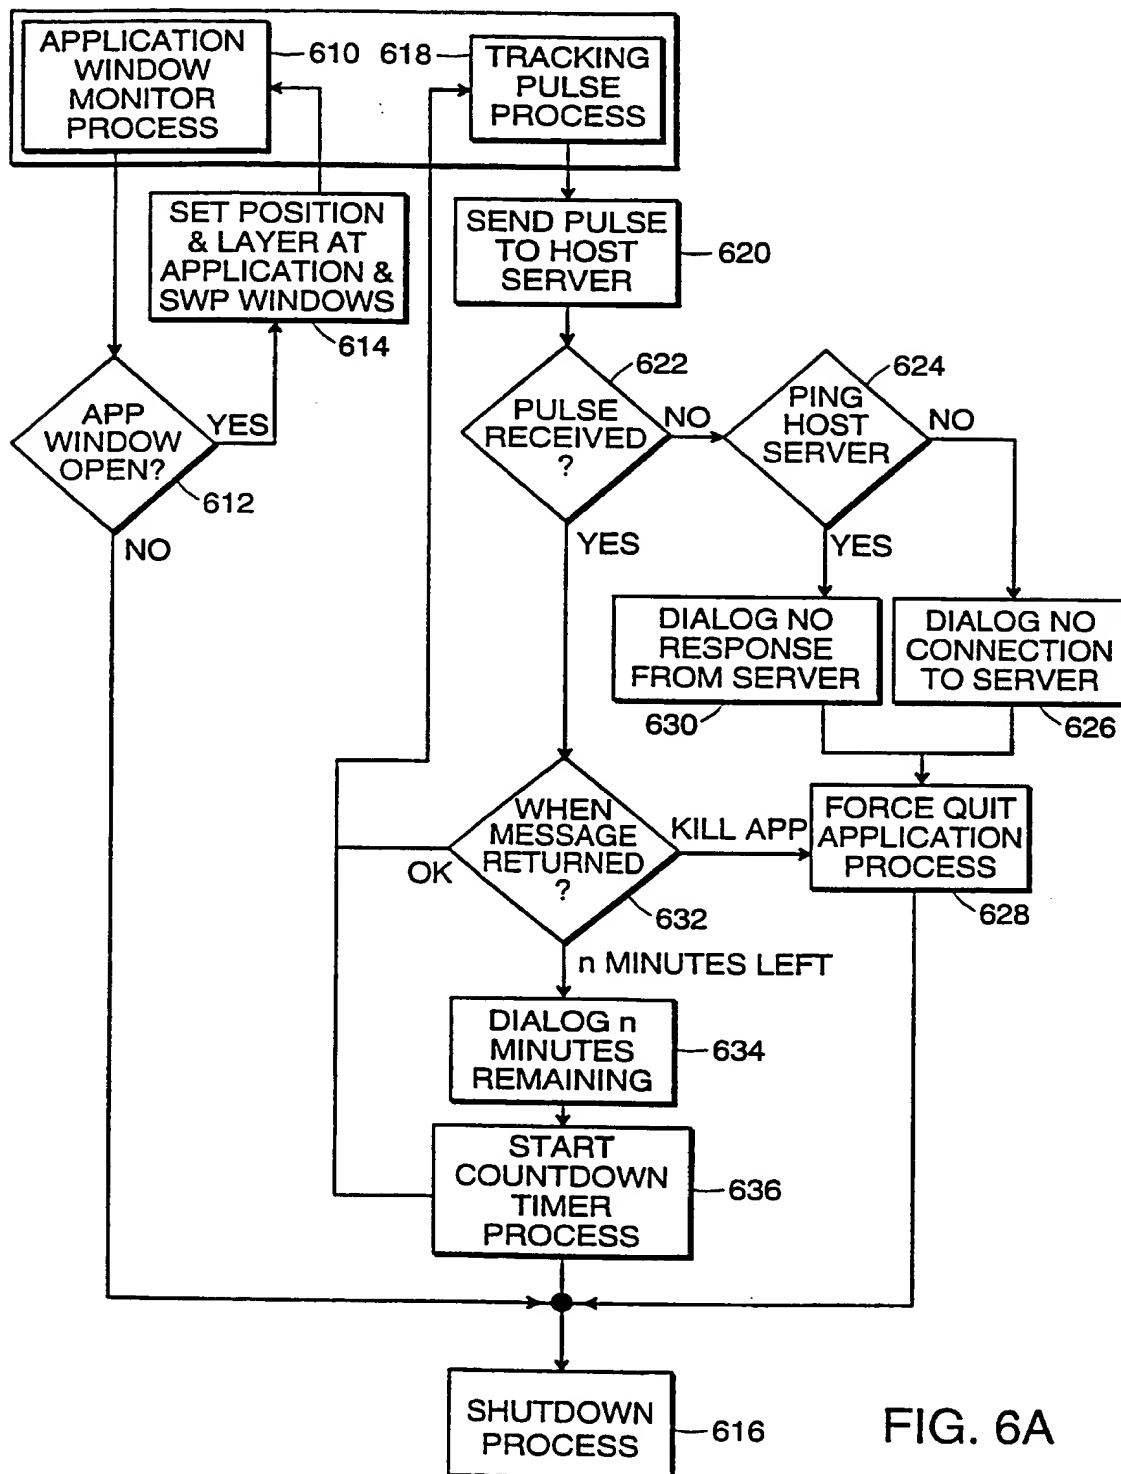 APPLICATION
WINDOW
MONITOR
PROCESS
610
618
TRACKING
PULSE
PROCESS
SET POSITION
& LAYER AT
APPLICATION &
SWP WINDOWS
614
SEND PULSE
TO HOST
SERVER
620
APP
WINDOW
OPEN?
YES
612
NO
PULSE
RECEIVED
?
622
NO
YES
PING
HOST
SERVER
624
NO
YES
DIALOG NO
RESPONSE
FROM SERVER
630
DIALOG NO
CONNECTION
TO SERVER
626
WHEN
MESSAGE
RETURNED
?
632
OK
KILL APP
n MINUTES LEFT
FORCE QUIT
APPLICATION
PROCESS
628
DIALOG n
MINUTES
REMAINING
634
START
COUNTDOWN
TIMER
PROCESS
636
SHUTDOWN
PROCESS
616
FIG. 6A